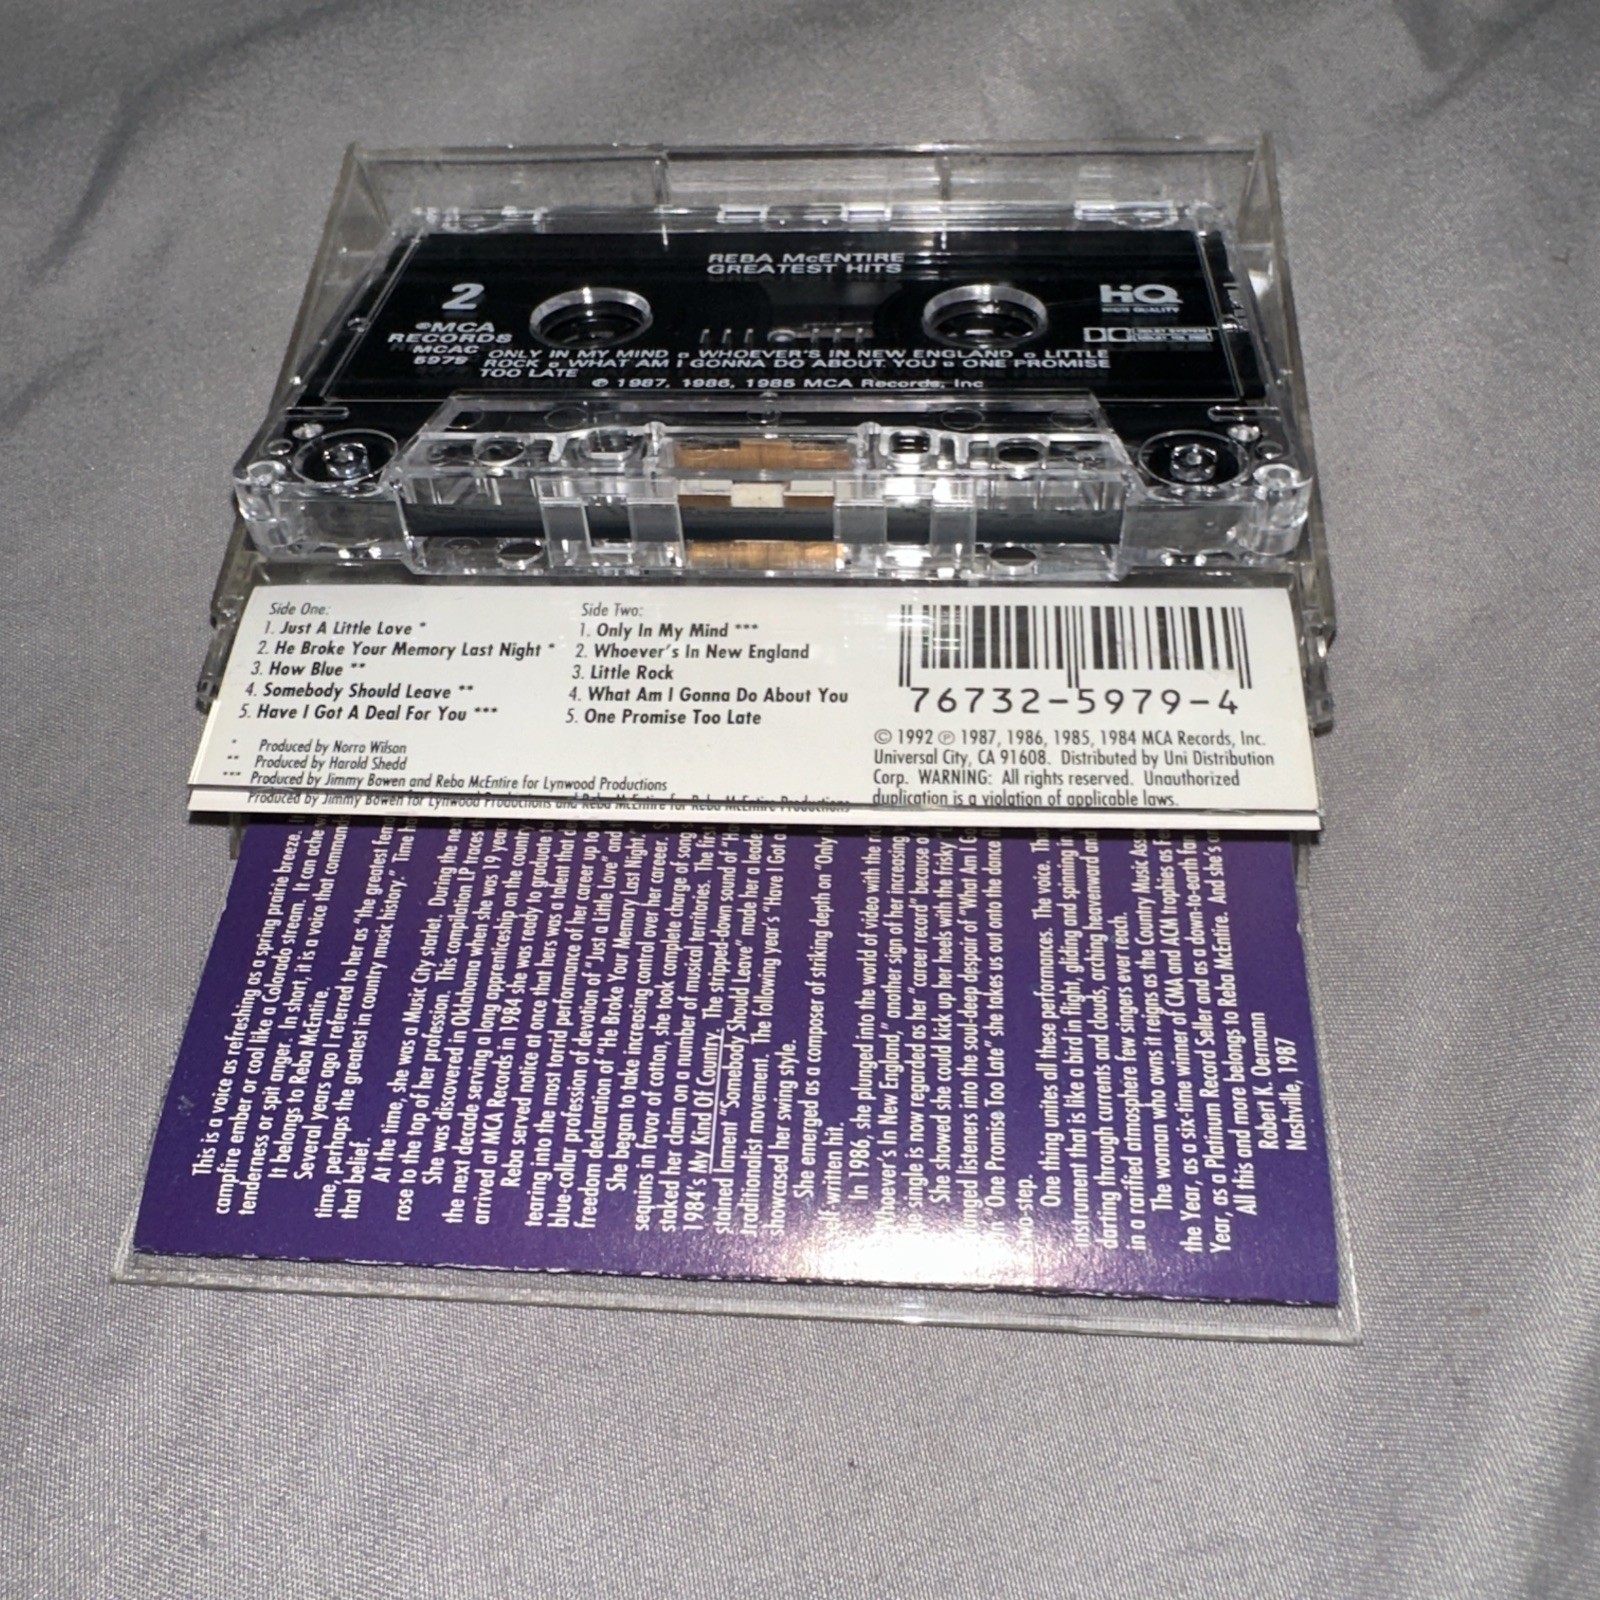 REBA McENTIRE
GREATEST HITS
2
HiQ
HIGH QUALITY
℗MCA
RECORDS
MCAC
5979
ONLY IN MY MIND ▫ WHOEVER'S IN NEW ENGLAND ▫ LITTLE
ROCK ▫ WHAT AM I GONNA DO ABOUT YOU ▫ ONE PROMISE
TOO LATE
℗ 1987, 1986, 1985 MCA Records, Inc
Side One:
1. Just A Little Love *
2. He Broke Your Memory Last Night *
3. How Blue **
4. Somebody Should Leave **
5. Have I Got A Deal For You ***
Side Two:
1. Only In My Mind ***
2. Whoever's In New England
3. Little Rock
4. What Am I Gonna Do About You
5. One Promise Too Late
* Produced by Norro Wilson
** Produced by Harold Shedd
*** Produced by Jimmy Bowen and Reba McEntire for Lynwood Productions
Produced by Jimmy Bowen for Lynwood Productions and Reba McEntire for Reba McEntire Productions
76732-5979-4
© 1992 ℗ 1987, 1986, 1985, 1984 MCA Records, Inc.
Universal City, CA 91608. Distributed by Uni Distribution
Corp. WARNING: All rights reserved. Unauthorized
duplication is a violation of applicable laws.
This is a voice as refreshing as a spring prairie breeze.
campfire ember or cool like a Colorado stream. It can ache
tenderness or spit anger. In short, it is a voice that command
It belongs to Reba McEntire.
Several years ago I referred to her as "the greatest
time, perhaps the greatest in country music history." Time
that belief.
At the time, she was a Music City starlet. During the
rose to the top of her profession. This compilation LP traces
She was discovered in Oklahoma when she was 19 years
the next decade serving a long apprenticeship on the country
arrived at MCA Records in 1984 she was ready to graduate
Reba served notice at once that hers was a talent that
tearing into the most torrid performance of her career up to
blue-collar profession of devotion of "Just a Little Love" and
freedom declaration of "He Broke Your Memory Last Night."
She began to take increasing control over her career.
sequins in favor of cotton, she took complete charge of song
staked her claim on a number of musical territories. The first
1984's My Kind Of Country. The stripped-down sound of
stained lament "Somebody Should Leave" made her a leader
traditionalist movement. The following year's "Have I Got a
showcased her swing style.
She emerged as a composer of striking depth on "Only
self-written hit.
In 1986, she plunged into the world of video with the
Whoever's In New England," another sign of her increasing
single is now regarded as her "career record" because of
She showed she could kick up her heels with the frisky
listeners into the soul-deep despair of "What Am I
"One Promise Too Late" she takes us out onto the dance
two-step.
One thing unites all these performances. The voice.
instrument that is like a bird in flight, gliding and spinning
darting through currents and clouds, arching heavenward and
in a rarified atmosphere few singers ever reach.
The woman who owns it reigns as the Country Music
the Year, as a six-time winner of CMA and ACM trophies as
Year, as a Platinum Record Seller and as a down-to-earth
All this and more belongs to Reba McEntire. And she's
Robert K. Oermann
Nashville, 1987